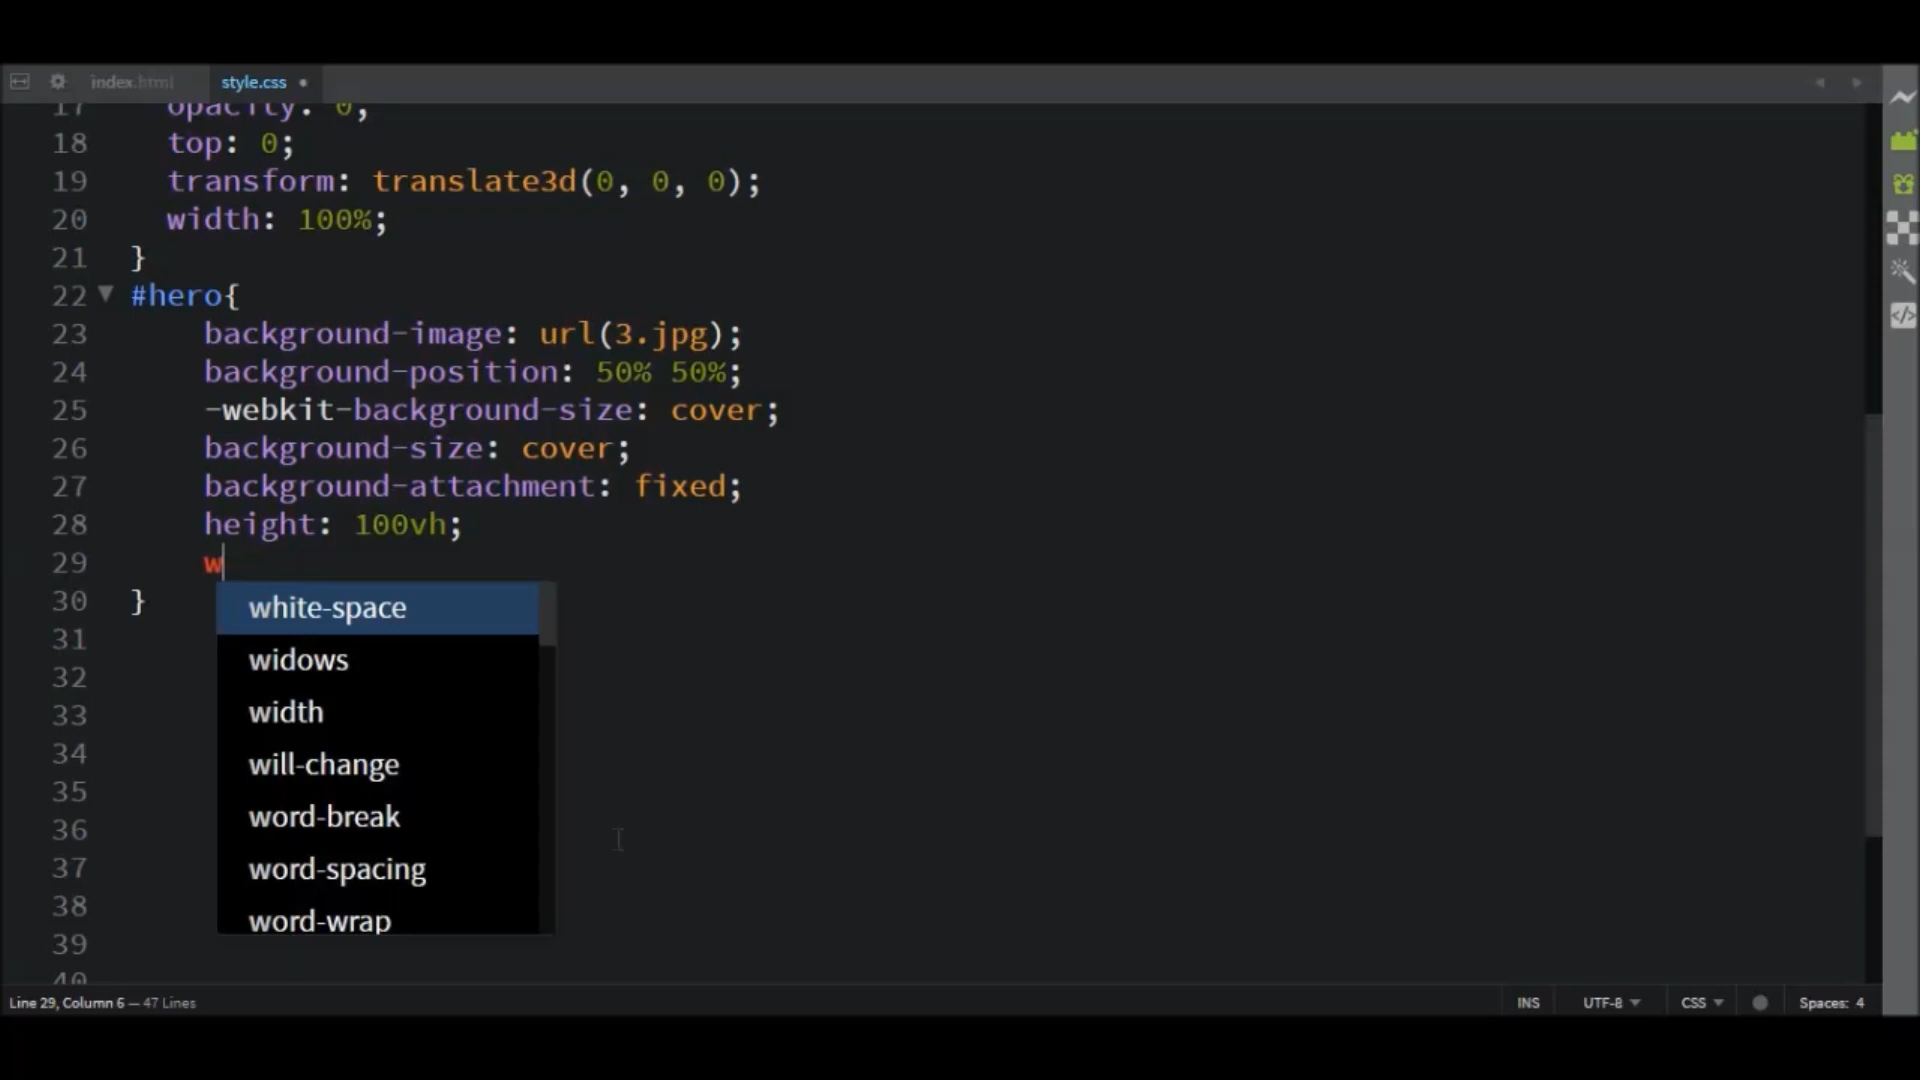 index.html style.css
17 opacity: 0;
18 top: 0;
19 transform: translate3d(0, 0, 0);
20 width: 100%;
21 }
22 #hero{
23 background-image: url(3.jpg);
24 background-position: 50% 50%;
25 -webkit-background-size: cover;
26 background-size: cover;
27 background-attachment: fixed;
28 height: 100vh;
29 w
white-space
30 }
widows
31
32
width
33
will-change
34
35
word-break
36
word-spacing
37
38
word-wrap
39
40
Line 29, Column 6 — 47 Lines INS UTF-8 CSS Spaces: 4